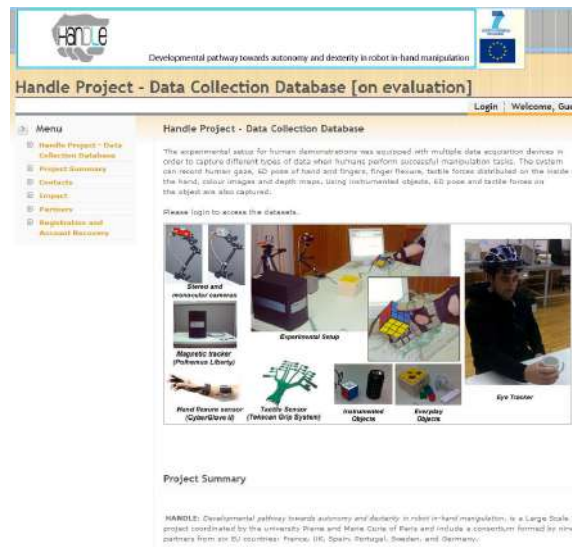 HANDLE
Developmental pathway towards autonomy and dexterity in robot in-hand manipulation
Handle Project - Data Collection Database [on evaluation]
Login | Welcome, Gue
Menu
Handle Project - Data
Collection Database
Project Summary
Contacts
Impact
Partners
Registration and
Account Recovery
Handle Project - Data Collection Database
The experimental setup for human demonstrations was equipped with multiple data acquisition devices in
order to capture different types of data when humans perform successful manipulation tasks. The system
can record human gaze, 6D pose of hand and fingers, finger flexure, tactile forces distributed on the inside
the hand, colour images and depth maps. Using instrumented objects, 6D pose and tactile forces on
the object are also captured.
Please login to access the datasets.
Stereo and
monocular cameras
Magnetic tracker
(Polhemus Liberty)
Hand flexure sensor
(CyberGlove II)
Experimental Setup
Tactile Sensor
(Tekscan Grip System)
Instrumented
Objects
Everyday
Objects
Eye Tracker
Project Summary
HANDLE: Developmental pathway towards autonomy and dexterity in robot in-hand manipulation, is a Large Scale
project coordinated by the university Pierre and Marie Curie of Paris and include a consortium formed by nine
partners from six EU countries: France, UK, Spain, Portugal, Sweden, and Germany.